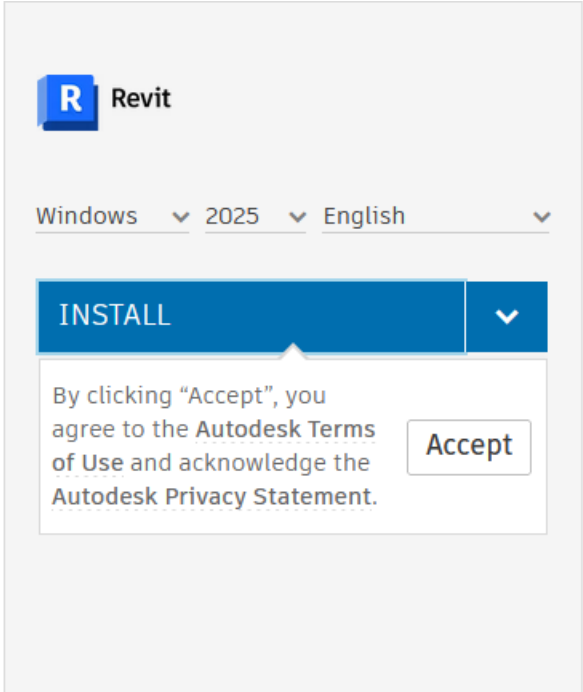 R Revit
Windows 2025 English
INSTALL
By clicking “Accept”, you
agree to the Autodesk Terms
of Use and acknowledge the
Autodesk Privacy Statement.
Accept